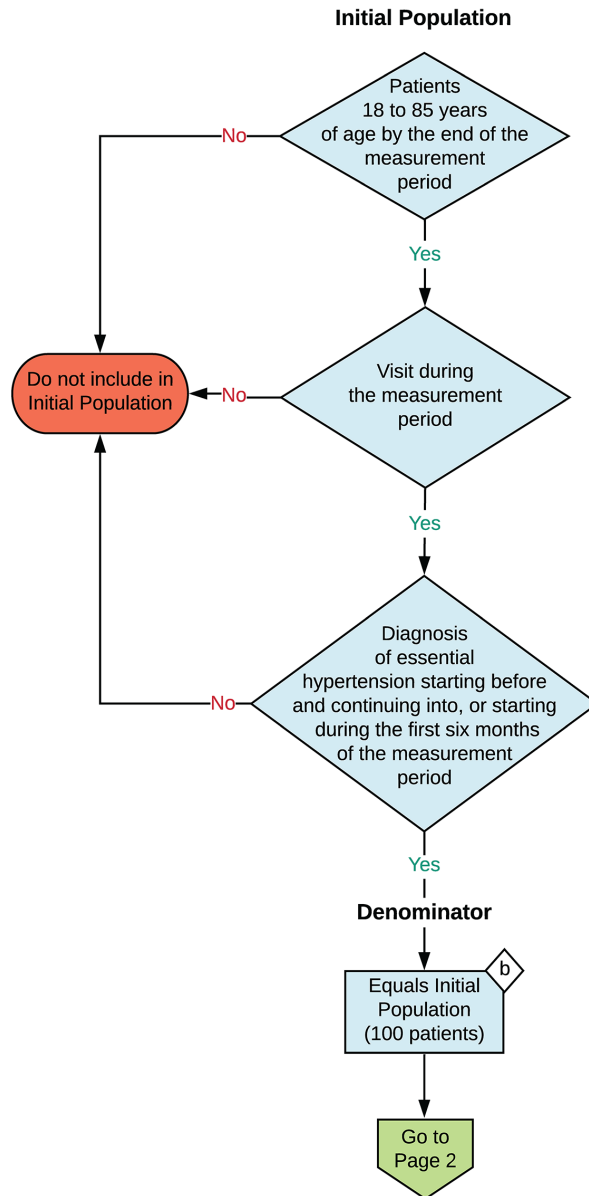 Initial Population
Patients
18 to 85 years
of age by the end of the
measurement
period
No
Yes
Visit during
the measurement
period
Do not include in
Initial Population
No
Yes
Diagnosis
of essential
hypertension starting before
and continuing into, or starting
during the first six months
of the measurement
period
No
Yes
Denominator
b
Equals Initial
Population
(100 patients)
Go to
Page 2